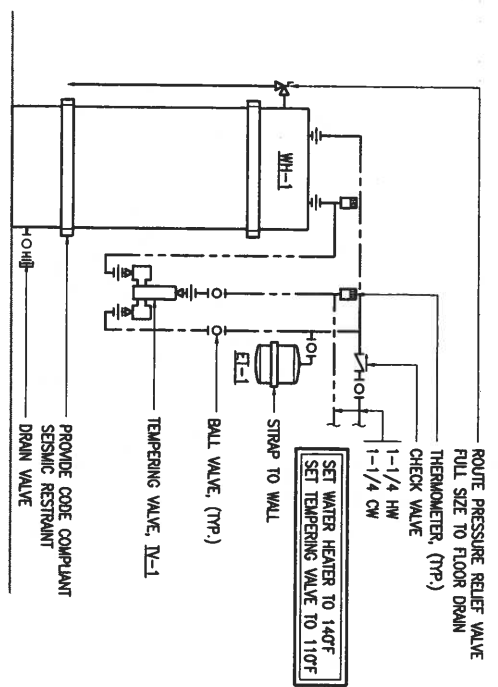 ROUTE PRESSURE RELIEF VALVE
FULL SIZE TO FLOOR DRAIN
THERMOMETER, (TYP.)
CHECK VALVE
1-1/4 HW
1-1/4 CW
SET WATER HEATER TO 140°F
SET TEMPERING VALVE TO 110°F
STRAP TO WALL
ET-1
BALL VALVE, (TYP.)
TEMPERING VALVE, TV-1
WH-1
PROVIDE CODE COMPLIANT
SEISMIC RESTRAINT
DRAIN VALVE